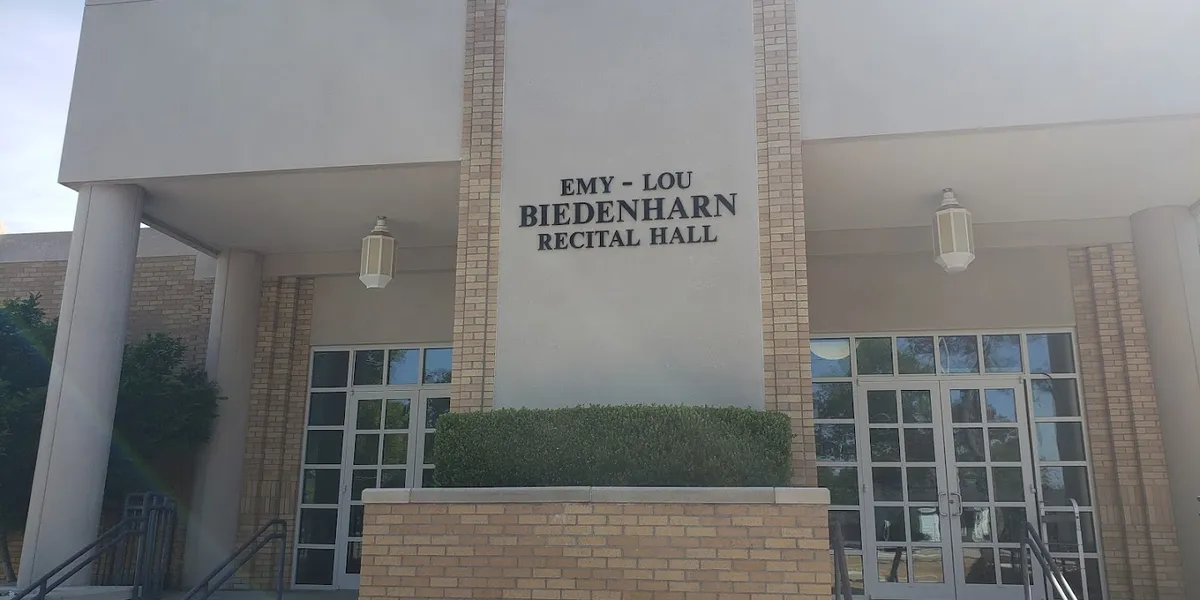 EMY - LOU
BIEDENHARN
RECITAL HALL